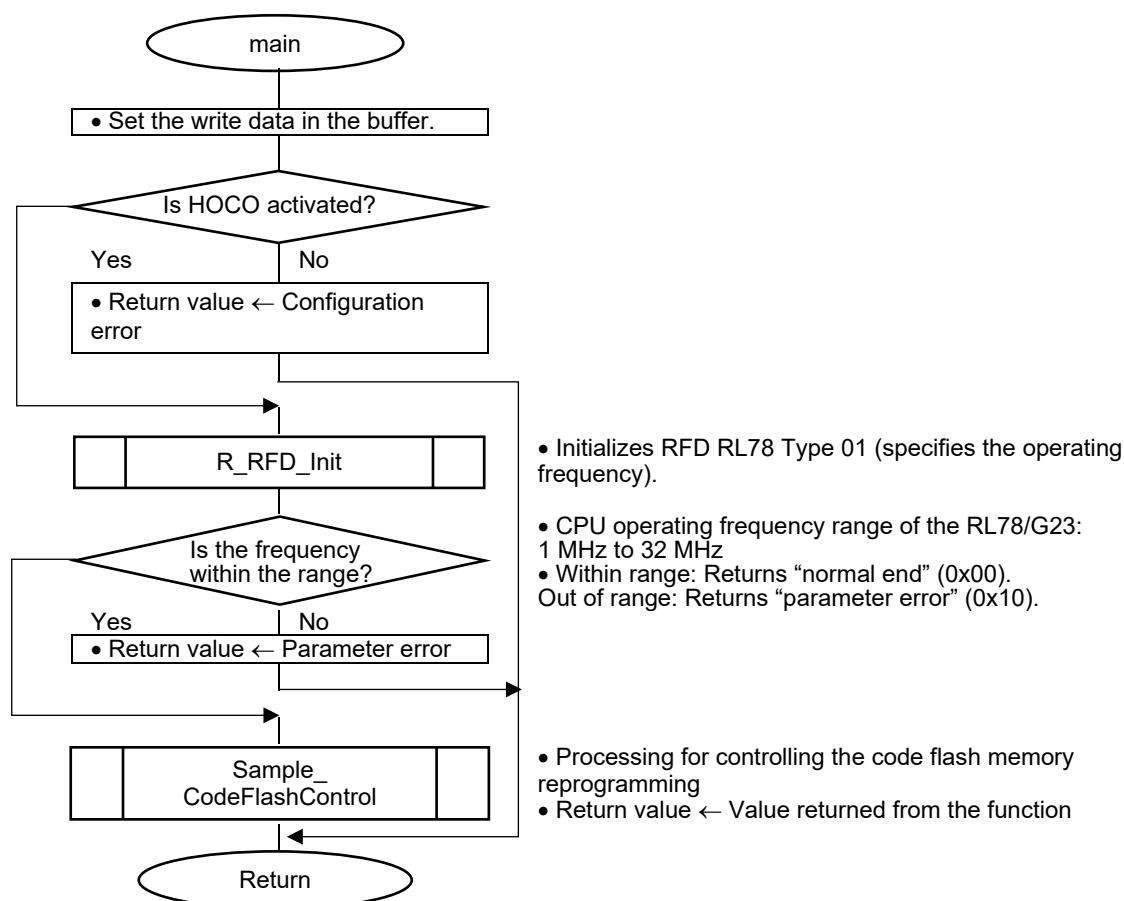 main
• Set the write data in the buffer.
Is HOCO activated?
Yes
No
• Return value ← Configuration
error
R_RFD_Init
• Initializes RFD RL78 Type 01 (specifies the operating
frequency).
Is the frequency
within the range?
• CPU operating frequency range of the RL78/G23:
1 MHz to 32 MHz
• Within range: Returns “normal end” (0x00).
Out of range: Returns “parameter error” (0x10).
Yes
No
• Return value ← Parameter error
Sample_
CodeFlashControl
• Processing for controlling the code flash memory
reprogramming
• Return value ← Value returned from the function
Return